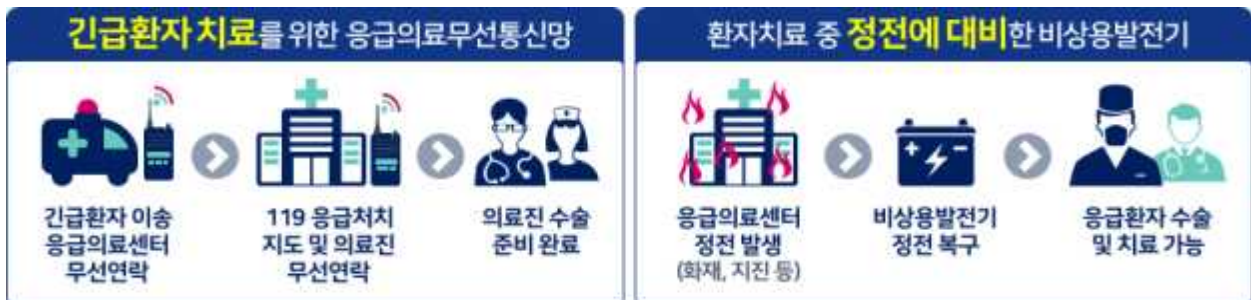 긴급환자 치료를 위한 응급의료무선통신망
긴급환자 이송
응급의료센터
무선연락
119 응급처치
지도 및 의료진
무선연락
의료진 수술
준비 완료
환자치료 중 정전에 대비한 비상용발전기
응급의료센터
정전 발생
(화재, 지진 등)
비상용발전기
정전 복구
응급환자 수술
및 치료 가능